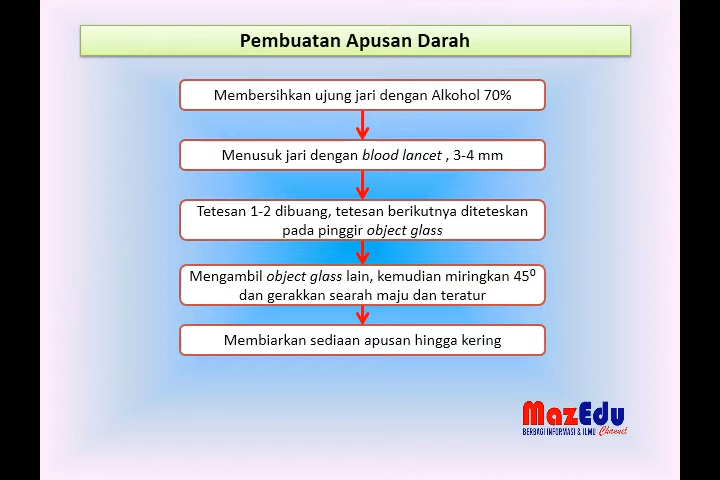 Pembuatan Apusan Darah
Membersihkan ujung jari dengan Alkohol 70%
Menusuk jari dengan blood lancet , 3-4 mm
Tetesan 1-2 dibuang, tetesan berikutnya diteteskan
pada pinggir object glass
Mengambil object glass lain, kemudian miringkan 45⁰
dan gerakkan searah maju dan teratur
Membiarkan sediaan apusan hingga kering
MazEdu
BERBAGI INFORMASI & ILMU Channel